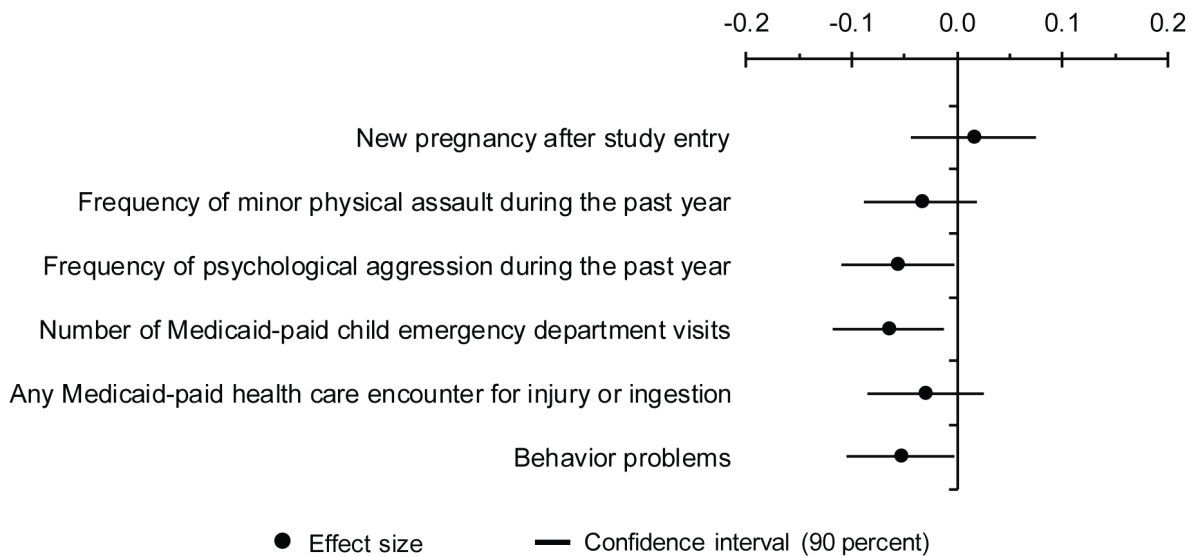 -0.2 -0.1 0.0 0.1 0.2
New pregnancy after study entry
Frequency of minor physical assault during the past year
Frequency of psychological aggression during the past year
Number of Medicaid-paid child emergency department visits
Any Medicaid-paid health care encounter for injury or ingestion
Behavior problems
Effect size Confidence interval (90 percent)